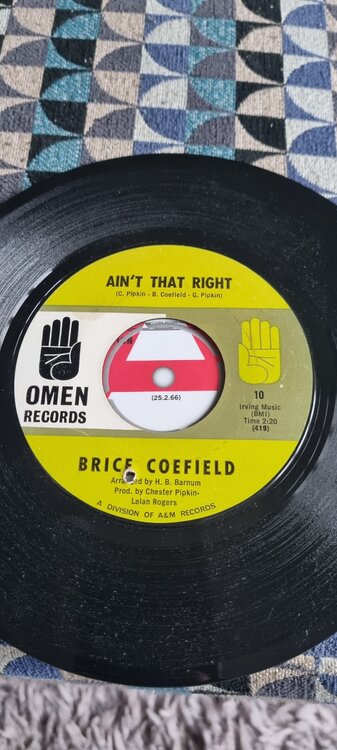 AIN'T THAT RIGHT
(C. Pipkin - B. Coefield - G. Pipkin)
OMEN
RECORDS
(25.2.66)
10
Irving Music
(BMI)
Time 2:20
(419)
BRICE COEFIELD
Arranged by H. B. Barnum
Prod. by Chester Pipkin-
Lelan Rogers
A DIVISION OF A&M RECORDS